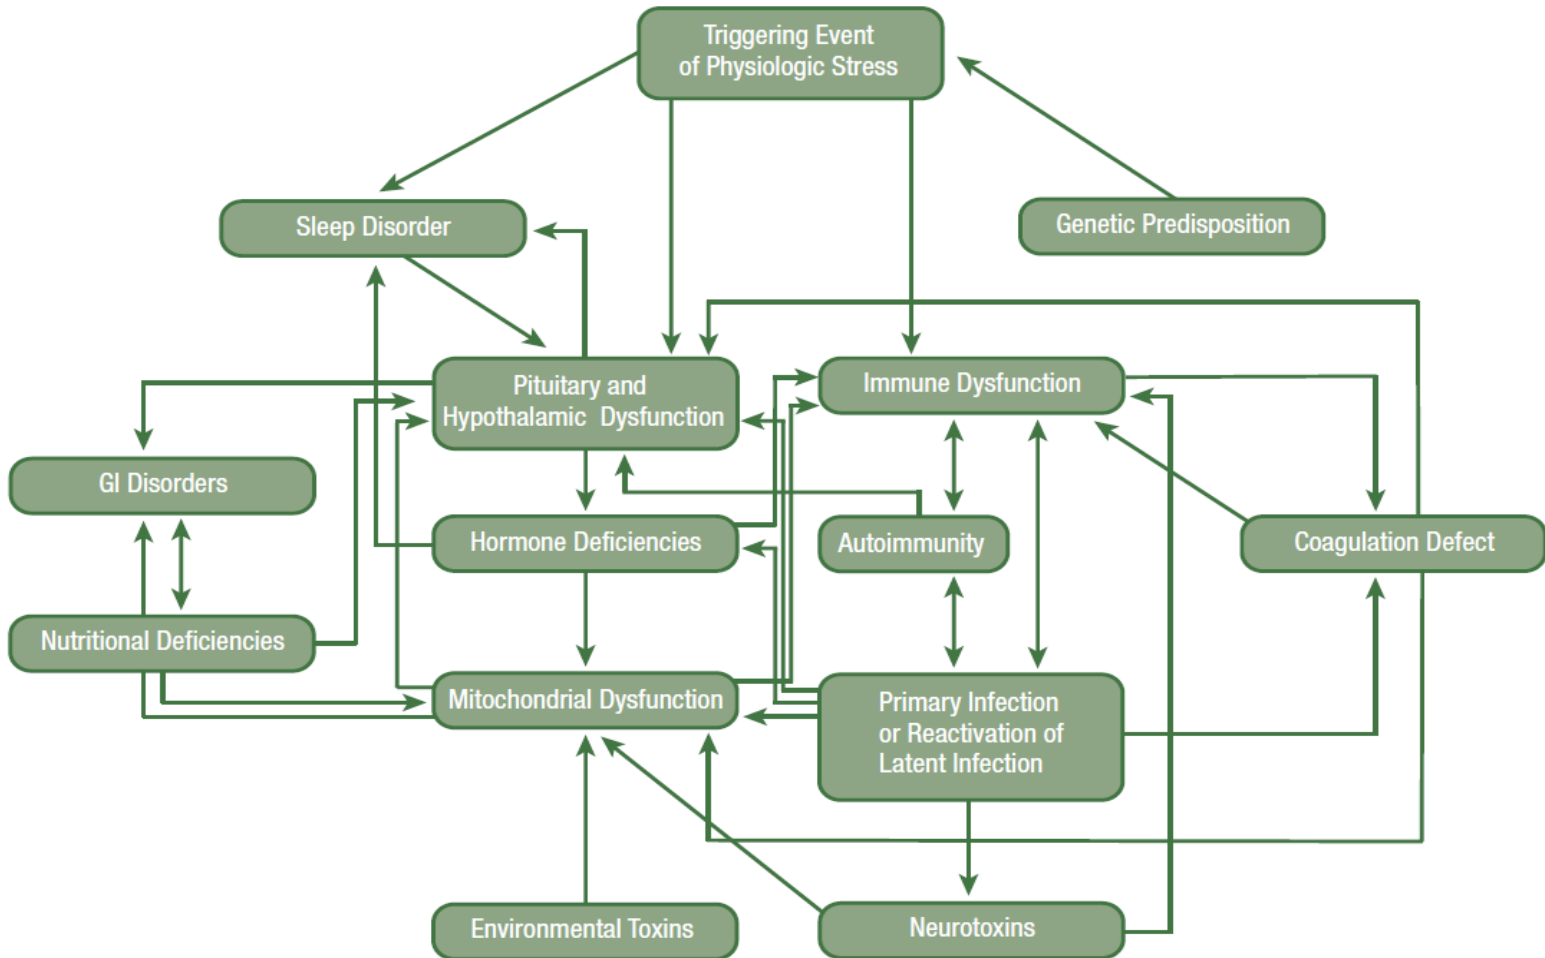 Triggering Event
of Physiologic Stress
Sleep Disorder
Genetic Predisposition
Pituitary and
Hypothalamic Dysfunction
Immune Dysfunction
GI Disorders
Hormone Deficiencies
Autoimmunity
Coagulation Defect
Nutritional Deficiencies
Mitochondrial Dysfunction
Primary Infection
or Reactivation of
Latent Infection
Environmental Toxins
Neurotoxins